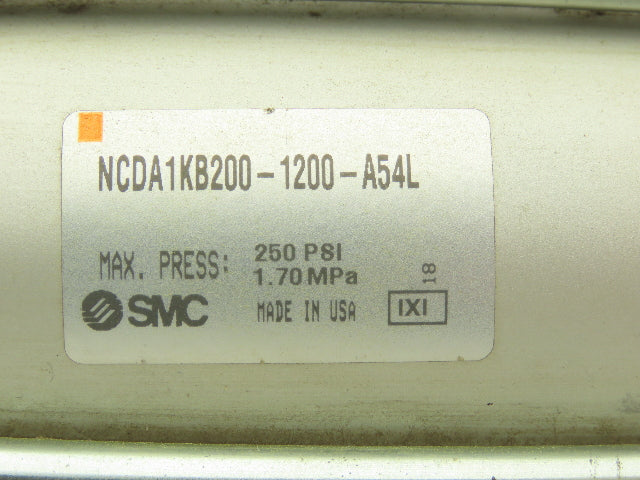 NCDA1KB200-1200-A54L
MAX. PRESS: 250 PSI
1.70 MPa
SMC MADE IN USA IXI
18